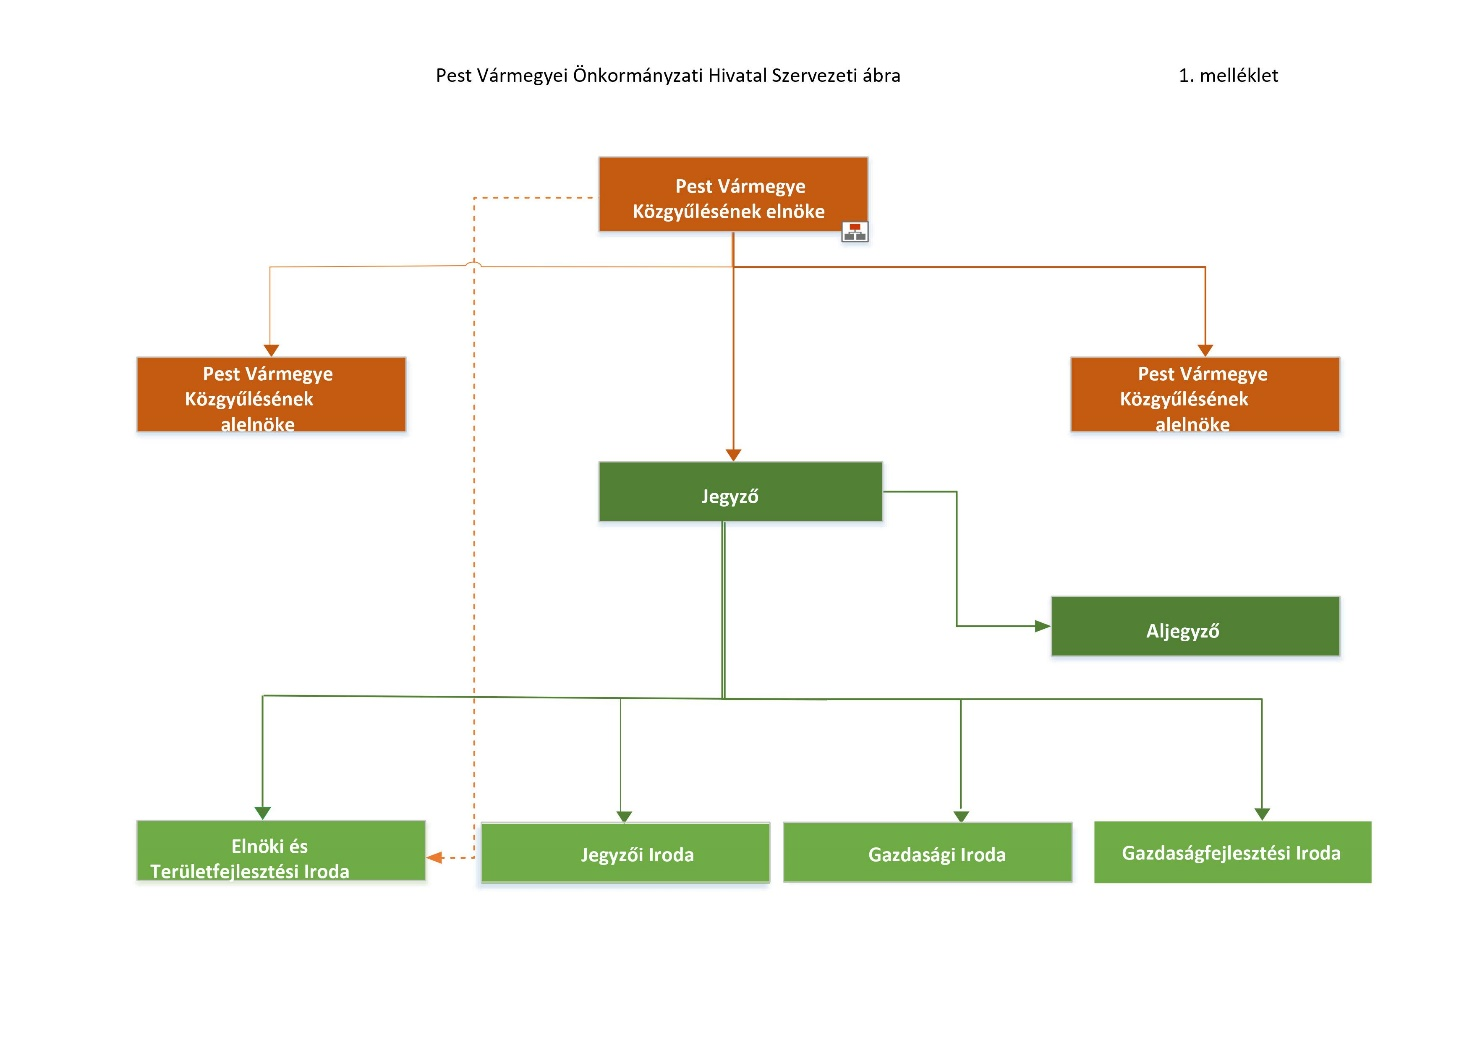 Pest Vármegyei Önkormányzati Hivatal Szervezeti ábra
1. melléklet
Pest Vármegye
Közgyűlésének elnöke
Pest Vármegye
Közgyűlésének
alelnöke
Pest Vármegye
Közgyűlésének
alelnöke
Jegyző
Aljegyző
Elnöki és
Területfejlesztési Iroda
Jegyzői Iroda
Gazdasági Iroda
Gazdaságfejlesztési Iroda